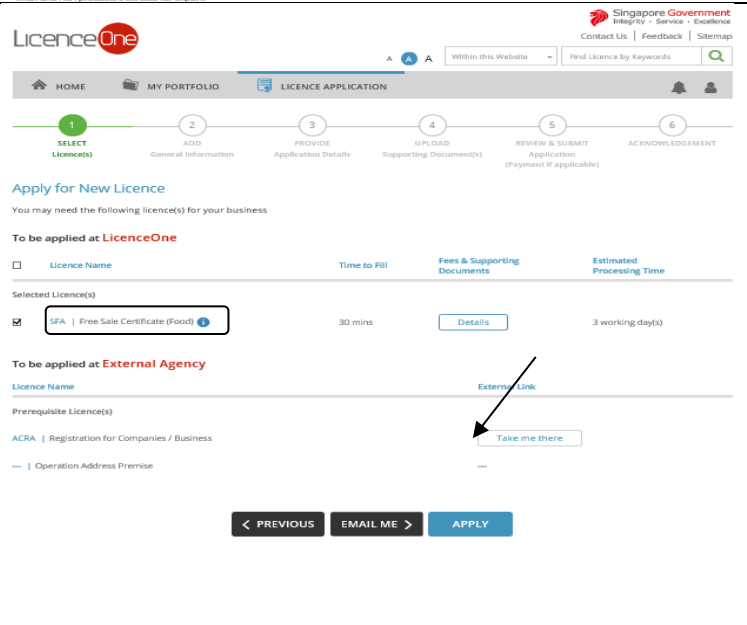 Singapore Government
Integrity · Service · Excellence
LicenceOne
Contact Us | Feedback | Sitemap
A A A Within this Website Find Licence by Keywords
HOME MY PORTFOLIO LICENCE APPLICATION
1 2 3 4 5 6
SELECT ADD PROVIDE UPLOAD REVIEW & SUBMIT ACKNOWLEDGEMENT
Licence(s) General Information Application Details Supporting Document(s) Application
(Payment if applicable)
Apply for New Licence
You may need the following licence(s) for your business
To be applied at LicenceOne
Licence Name Time to Fill Fees & Supporting Documents Estimated Processing Time
Selected Licence(s)
SFA | Free Sale Certificate (Food) i 30 mins Details 3 working day(s)
To be applied at External Agency
Licence Name External Link
Prerequisite Licence(s)
ACRA | Registration for Companies / Business Take me there
--- | Operation Address Premise ---
< PREVIOUS EMAIL ME > APPLY